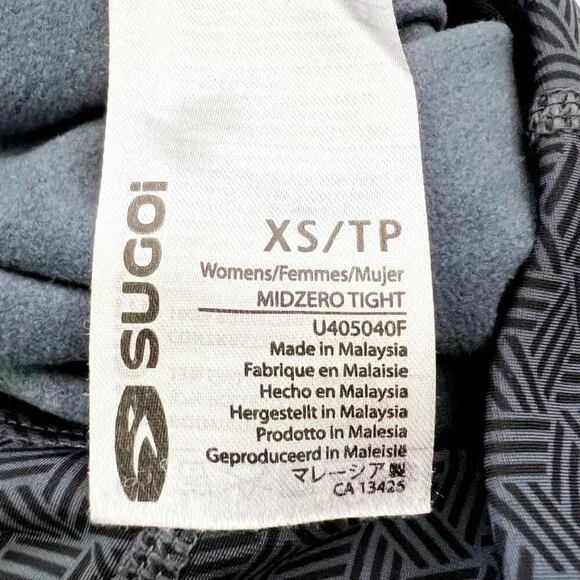 SUGOi
XS/TP
Womens/Femmes/Mujer
MIDZERO TIGHT
U405040F
Made in Malaysia
Fabrique en Malaisie
Hecho en Malaysia
Hergestellt in Malaysia
Prodotto in Malesia
Geproduceerd in Maleisië
マレーシア製
CA 13426